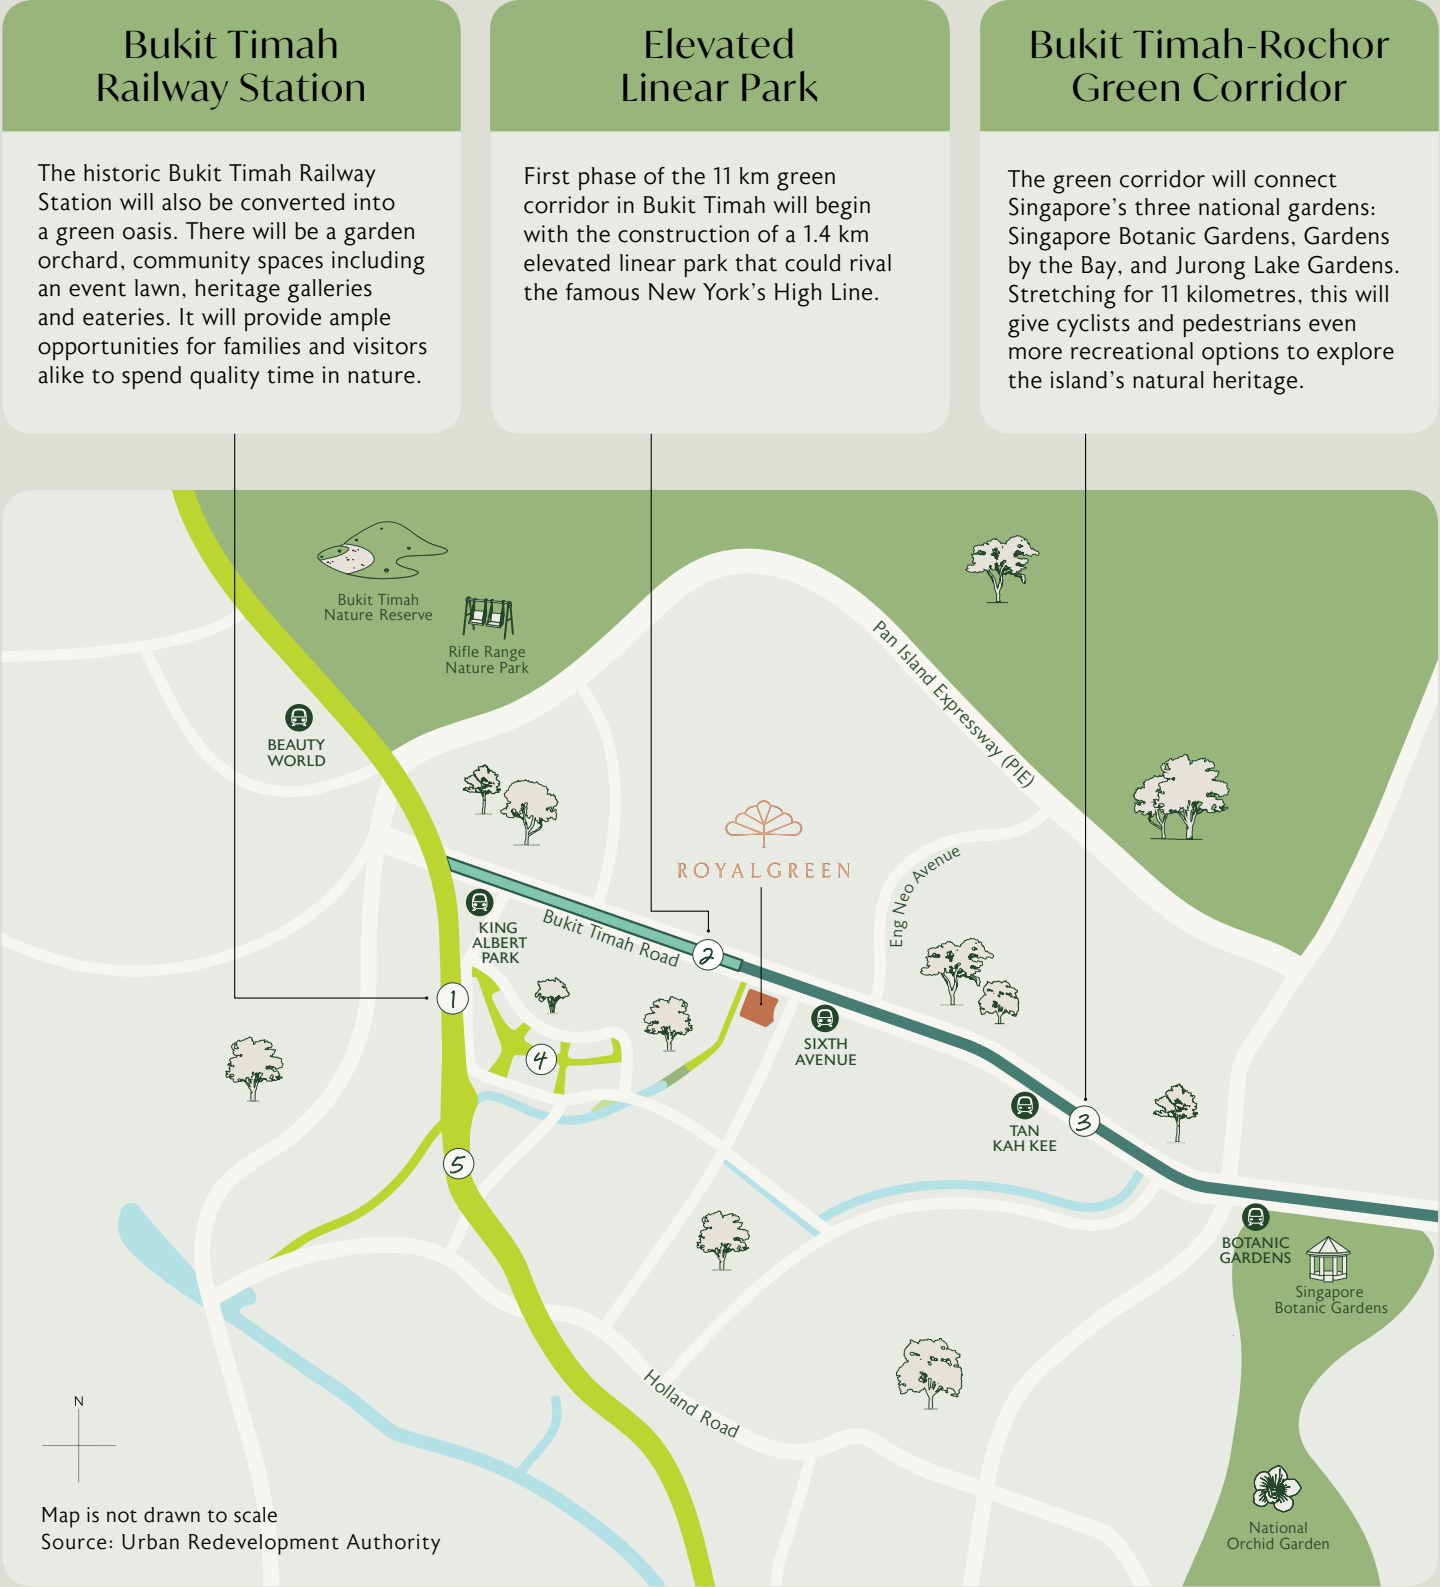 Bukit Timah
Railway Station
The historic Bukit Timah Railway
Station will also be converted into
a green oasis. There will be a garden
orchard, community spaces including
an event lawn, heritage galleries
and eateries. It will provide ample
opportunities for families and visitors
alike to spend quality time in nature.
Elevated
Linear Park
First phase of the 11 km green
corridor in Bukit Timah will begin
with the construction of a 1.4 km
elevated linear park that could rival
the famous New York’s High Line.
Bukit Timah-Rochor
Green Corridor
The green corridor will connect
Singapore’s three national gardens:
Singapore Botanic Gardens, Gardens
by the Bay, and Jurong Lake Gardens.
Stretching for 11 kilometres, this will
give cyclists and pedestrians even
more recreational options to explore
the island’s natural heritage.
Bukit Timah
Nature Reserve
Rifle Range
Nature Park
Pan Island Expressway (PIE)
BEAUTY
WORLD
ROYALGREEN
Eng Neo Avenue
KING
ALBERT
PARK
Bukit Timah Road
2
1
SIXTH
AVENUE
4
TAN
KAH KEE
3
5
BOTANIC
GARDENS
Singapore
Botanic Gardens
Holland Road
N
National
Orchid Garden
Map is not drawn to scale
Source: Urban Redevelopment Authority